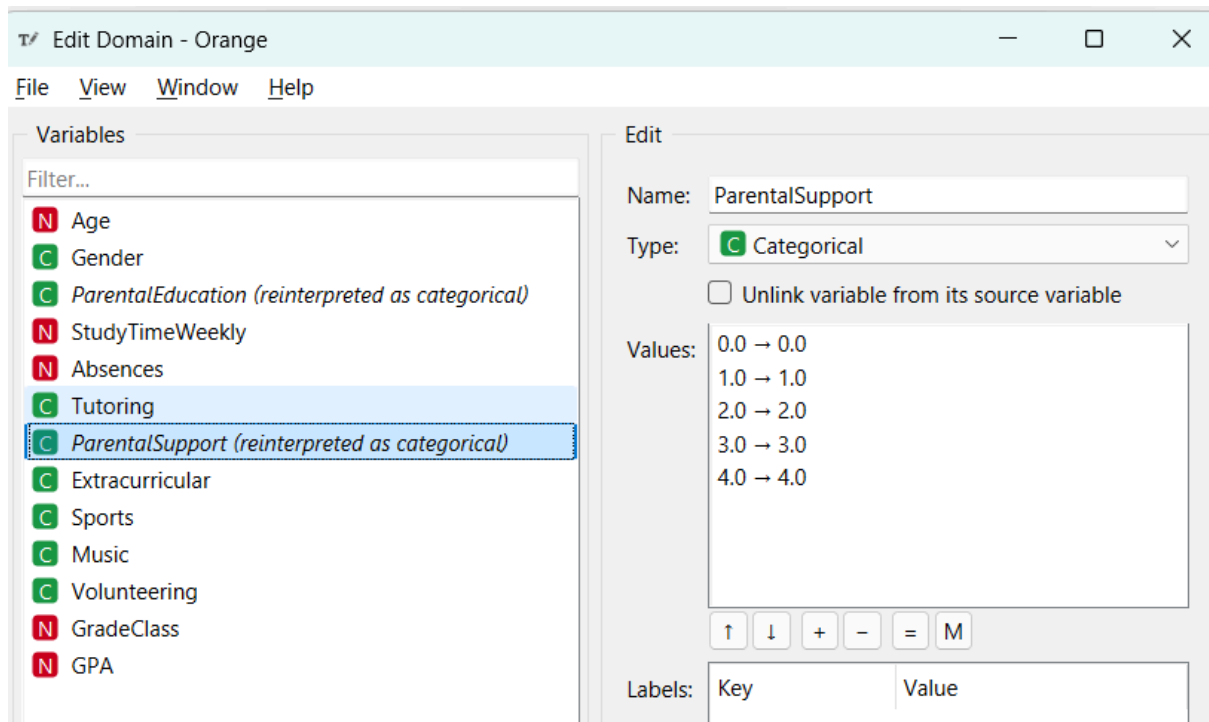 Edit Domain - Orange
File View Window Help
Variables
Filter...
N Age
C Gender
C ParentalEducation (reinterpreted as categorical)
N StudyTimeWeekly
N Absences
C Tutoring
C ParentalSupport (reinterpreted as categorical)
C Extracurricular
C Sports
C Music
C Volunteering
N GradeClass
N GPA
Edit
Name: ParentalSupport
Type: C Categorical
Unlink variable from its source variable
Values: 0.0 → 0.0
1.0 → 1.0
2.0 → 2.0
3.0 → 3.0
4.0 → 4.0
↑ ↓ + − = M
Labels: Key Value